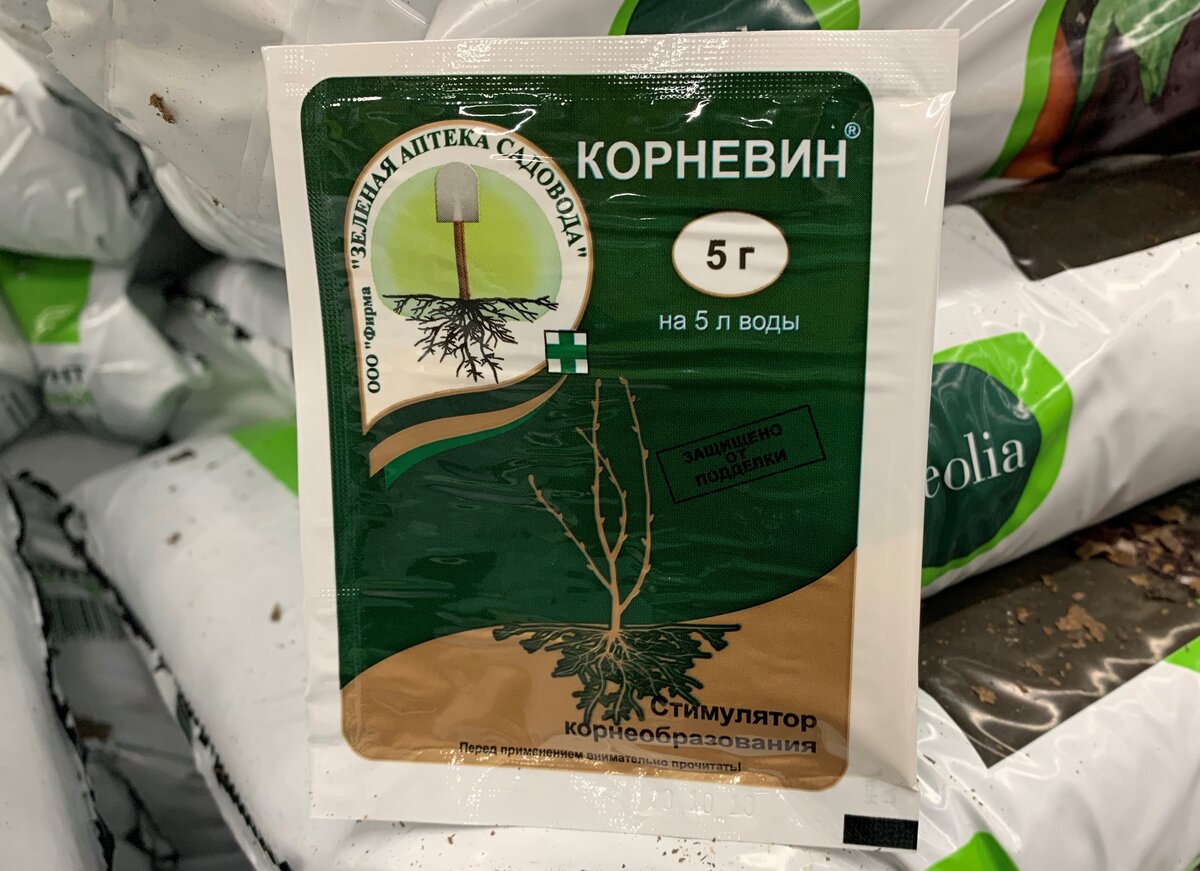 ООО "Фирма "ЗЕЛЕНАЯ АПТЕКА САДОВОДА"
КОРНЕВИН®
5 г
на 5 л воды
ЗАЩИЩЕНО
ОТ
ПОДДЕЛКИ
Стимулятор
корнеобразования
Перед применением внимательно прочитать!
eolia